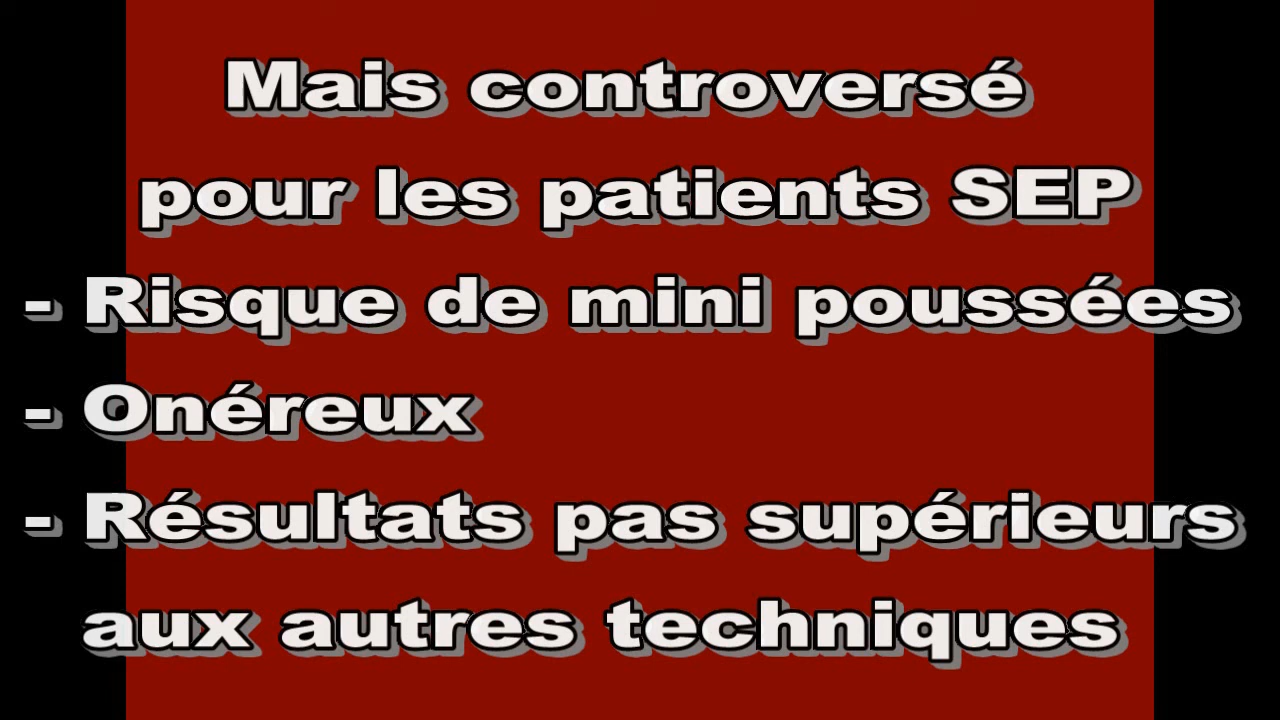 Mais controversé
pour les patients SEP
- Risque de mini poussées
- Onéreux
- Résultats pas supérieurs
aux autres techniques